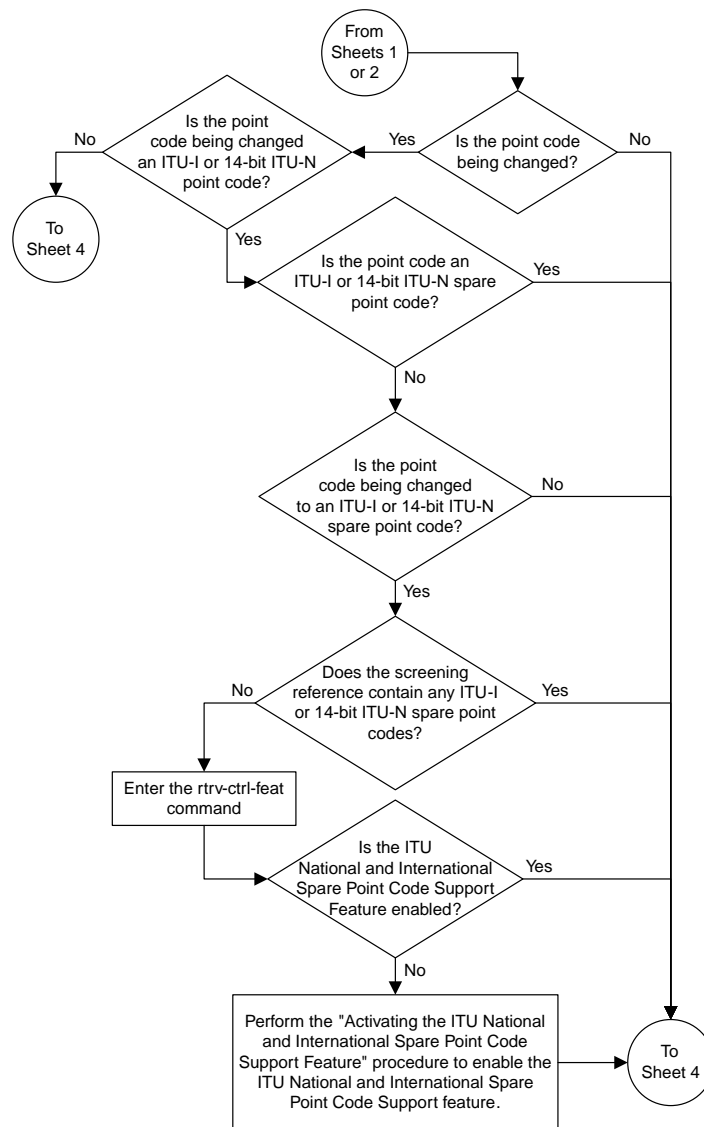 From
Sheets 1
or 2
Is the point code
being changed?
Yes
No
Is the point
code being changed
an ITU-I or 14-bit ITU-N
point code?
No
Yes
To
Sheet 4
Is the point code an
ITU-I or 14-bit ITU-N spare
point code?
Yes
No
Is the point
code being changed
to an ITU-I or 14-bit ITU-N
spare point code?
No
Yes
Does the screening
reference contain any ITU-I
or 14-bit ITU-N spare point
codes?
No
Yes
Enter the rtrv-ctrl-feat
command
Is the ITU
National and International
Spare Point Code Support
Feature enabled?
Yes
No
Perform the "Activating the ITU National
and International Spare Point Code
Support Feature" procedure to enable the
ITU National and International Spare
Point Code Support feature.
To
Sheet 4